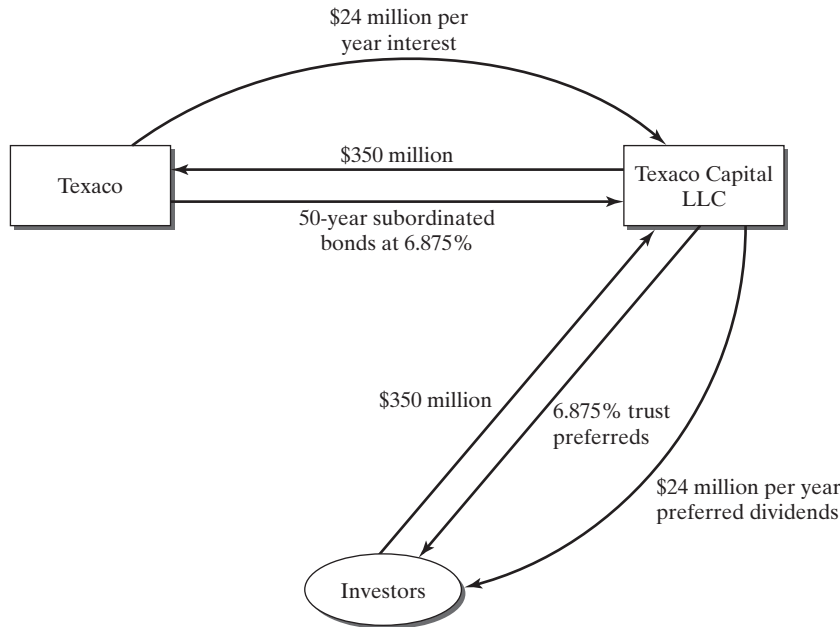 $24 million per
year interest
Texaco
$350 million
Texaco Capital
LLC
50-year subordinated
bonds at 6.875%
$350 million
6.875% trust
preferreds
$24 million per year
preferred dividends
Investors